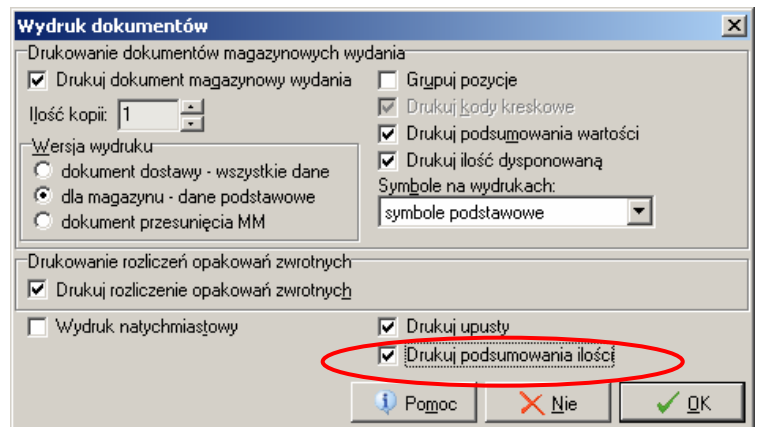 Wydruk dokumentów
Drukowanie dokumentów magazynowych wydania
Drukuj dokument magazynowy wydania
Grupuj pozycje
Ilość kopii: 1
Drukuj kody kreskowe
Drukuj podsumowania wartości
Wersja wydruku
Drukuj ilość dysponowaną
dokument dostawy - wszystkie dane
Symbole na wydrukach:
dla magazynu - dane podstawowe
symbole podstawowe
dokument przesunięcia MM
Drukowanie rozliczeń opakowań zwrotnych
Drukuj rozliczenie opakowań zwrotnych
Wydruk natychmiastowy
Drukuj upusty
Drukuj podsumowania ilości
Pomoc
Nie
OK